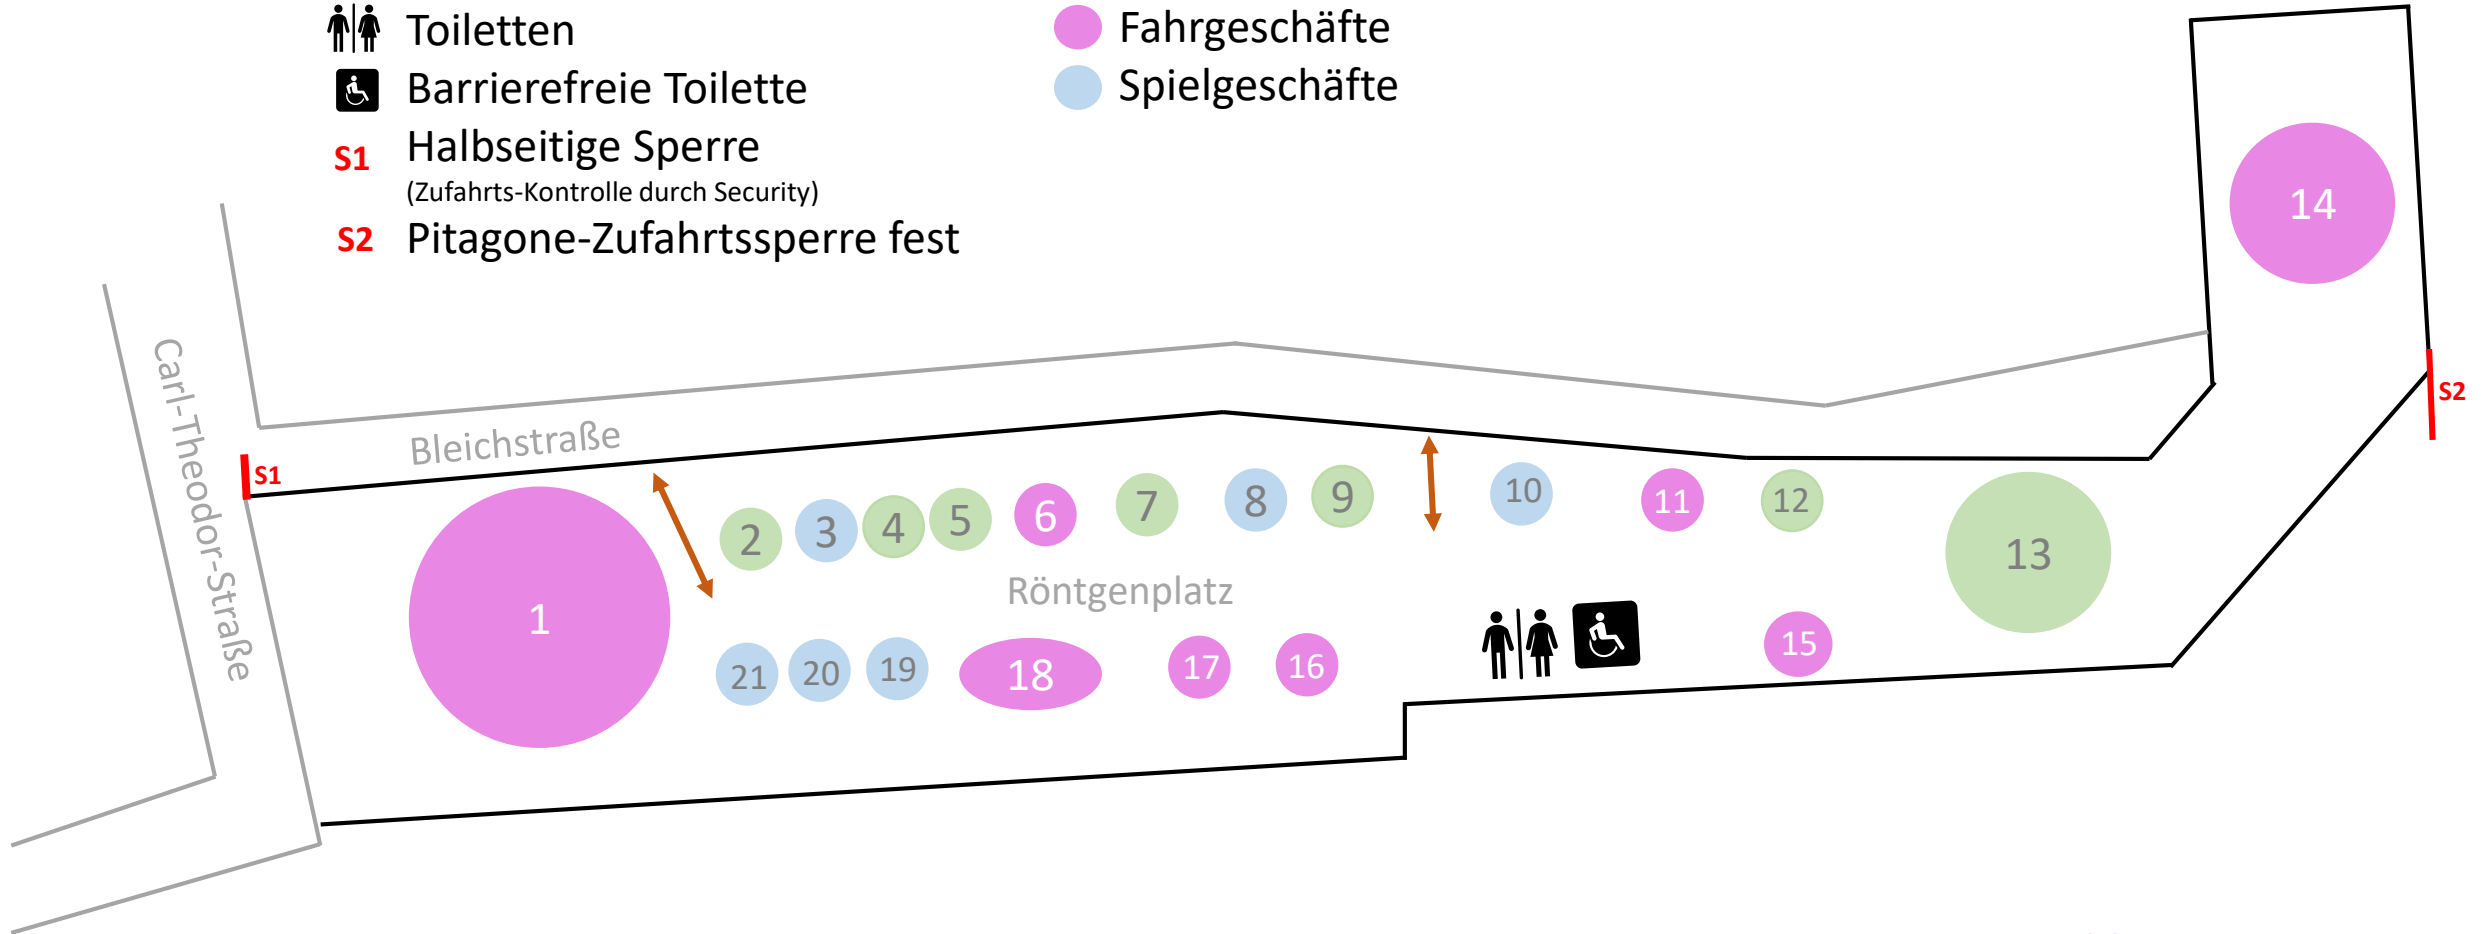 Toiletten
Barrierefreie Toilette
S1 Halbseitige Sperre
(Zufahrts-Kontrolle durch Security)
S2 Pitagone-Zufahrtssperre fest
Fahrgeschäfte
Spielgeschäfte
14
Carl-Theodor-Straße
Bleichstraße
S1
S2
1
2
3
4
5
6
7
8
9
10
11
12
13
Röntgenplatz
21
20
19
18
17
16
15